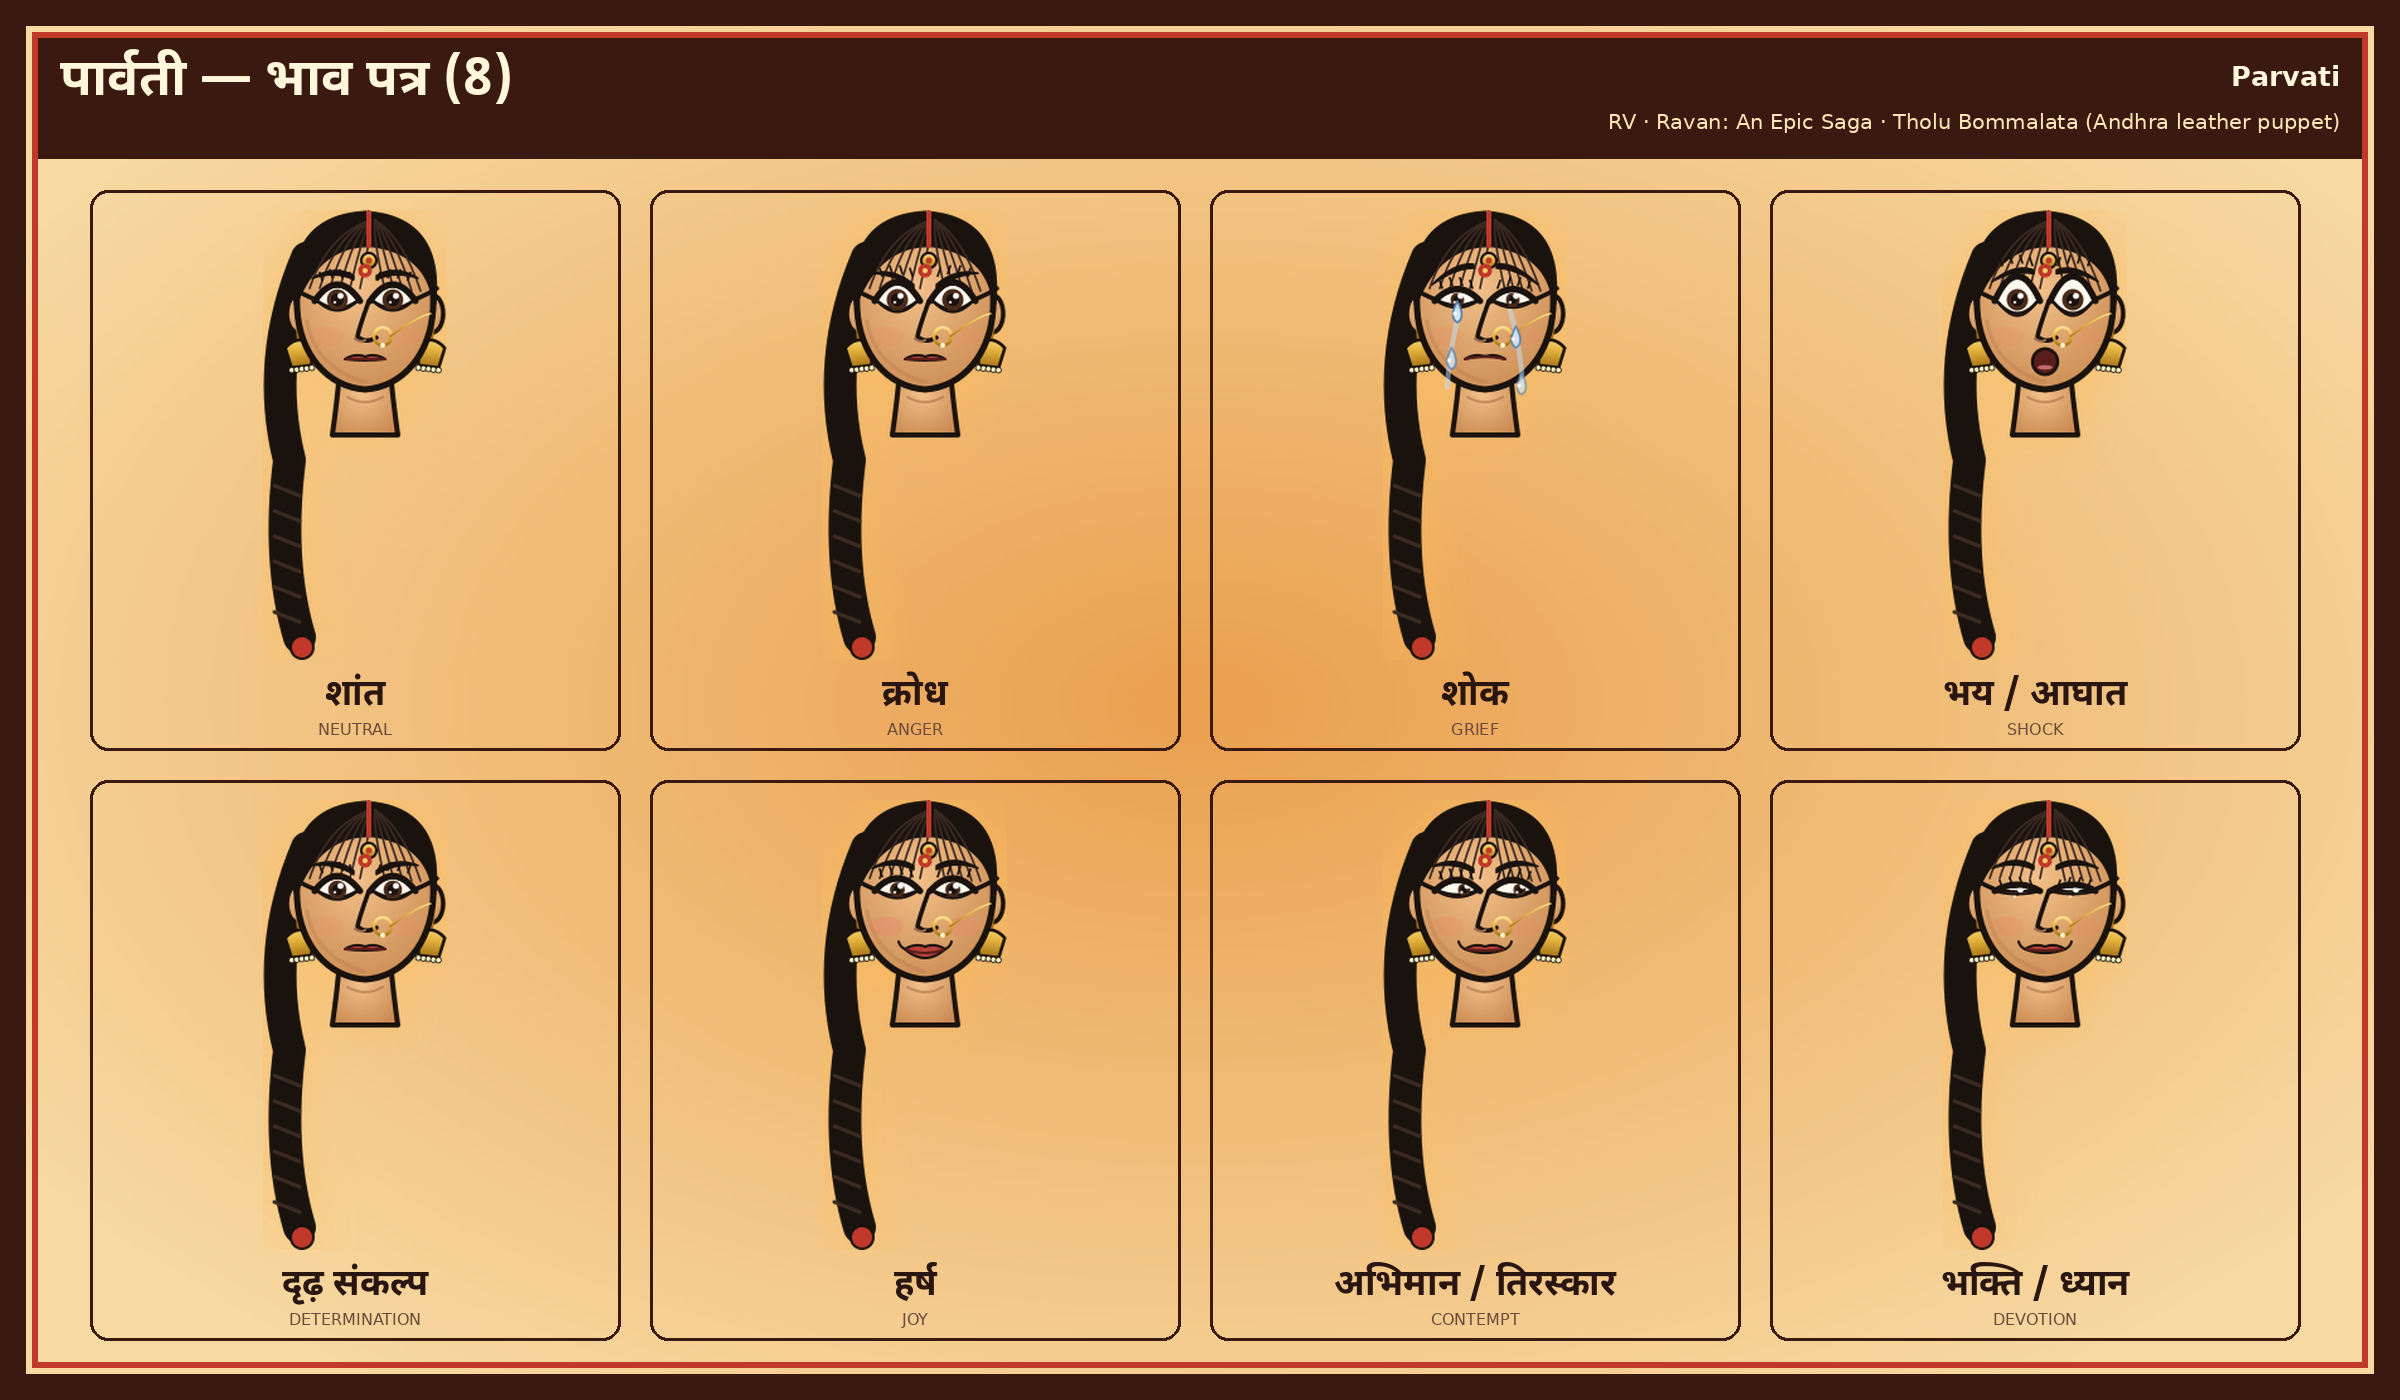 पार्वती — भाव पत्र (8)
Parvati
RV · Ravan: An Epic Saga · Tholu Bommalata (Andhra leather puppet)
शांत
NEUTRAL
क्रोध
ANGER
शोक
GRIEF
भय / आघात
SHOCK
दृढ़ संकल्प
DETERMINATION
हर्ष
JOY
अभिमान / तिरस्कार
CONTEMPT
भक्ति / ध्यान
DEVOTION